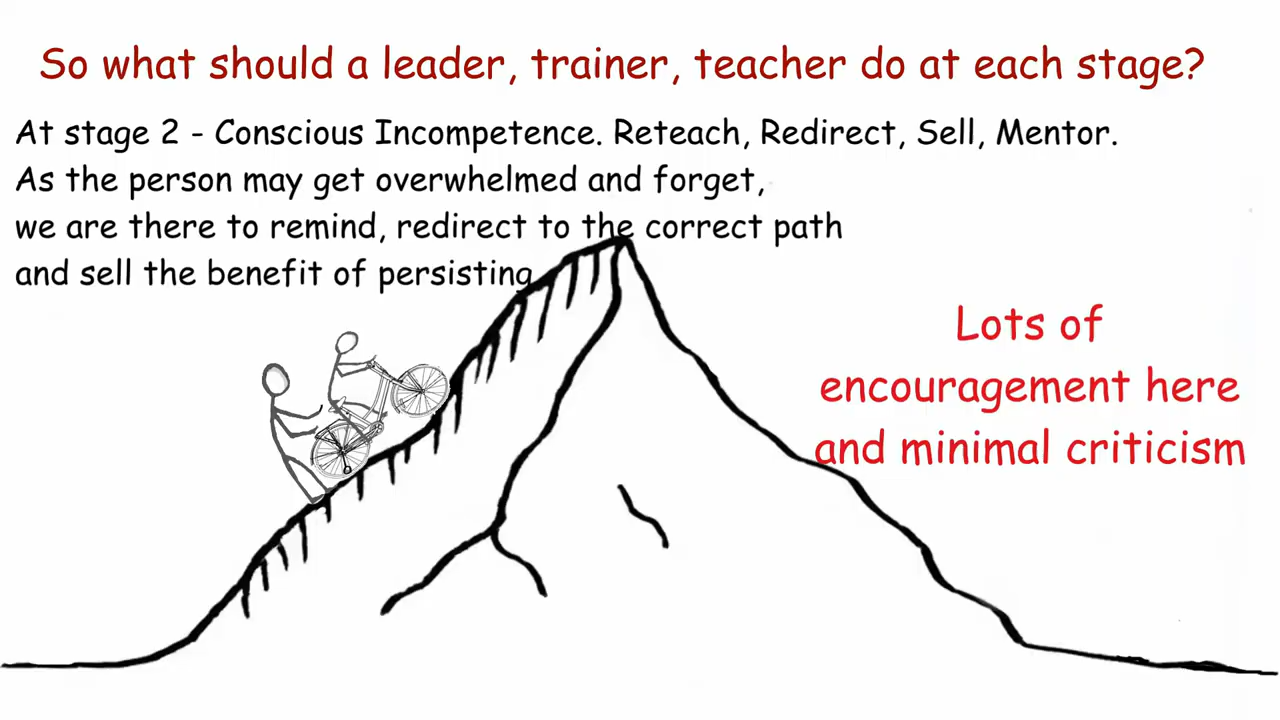 So what should a leader, trainer, teacher do at each stage?
At stage 2 - Conscious Incompetence. Reteach, Redirect, Sell, Mentor.
As the person may get overwhelmed and forget,
we are there to remind, redirect to the correct path
and sell the benefit of persisting
Lots of
encouragement here
and minimal criticism